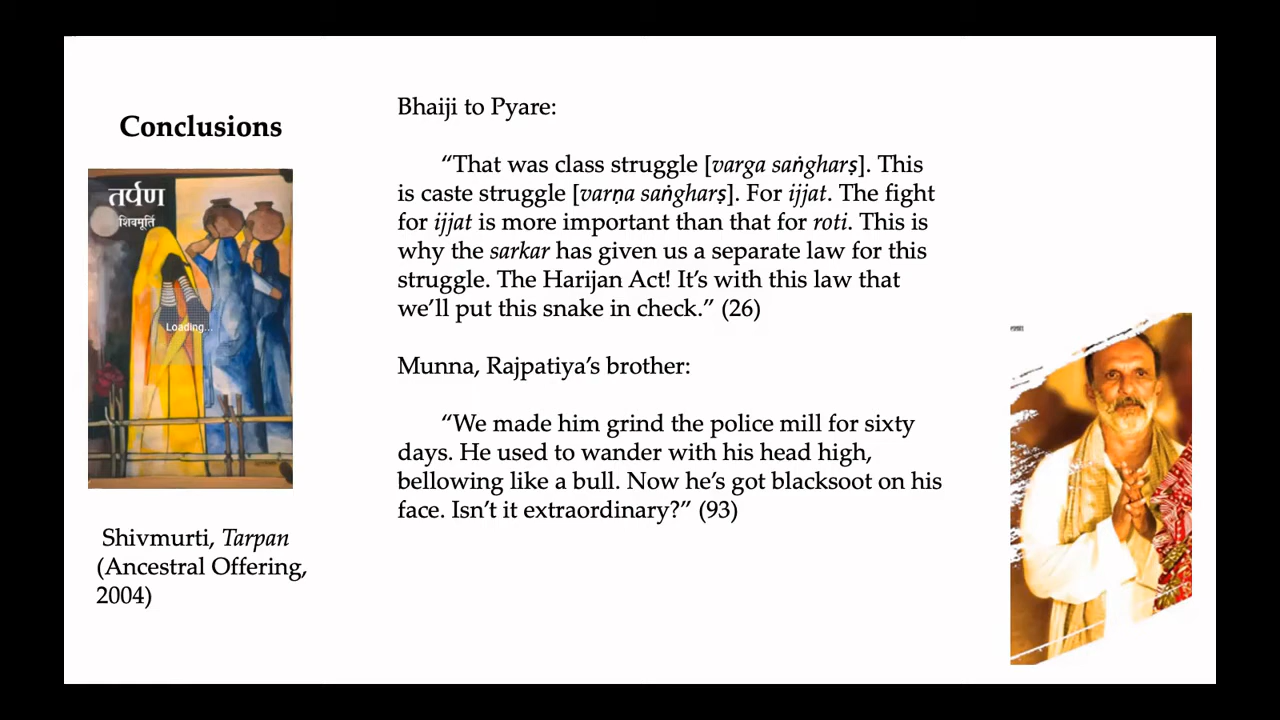 Conclusions
तर्पण
शिवमूर्ति
Loading...
Shivmurti, Tarpan
(Ancestral Offering,
2004)
Bhaiji to Pyare:
“That was class struggle [varga saṅgharṣ]. This
is caste struggle [varṇa saṅgharṣ]. For ijjat. The fight
for ijjat is more important than that for roti. This is
why the sarkar has given us a separate law for this
struggle. The Harijan Act! It’s with this law that
we’ll put this snake in check.” (26)
Munna, Rajpatiya’s brother:
“We made him grind the police mill for sixty
days. He used to wander with his head high,
bellowing like a bull. Now he’s got blacksoot on his
face. Isn’t it extraordinary?” (93)